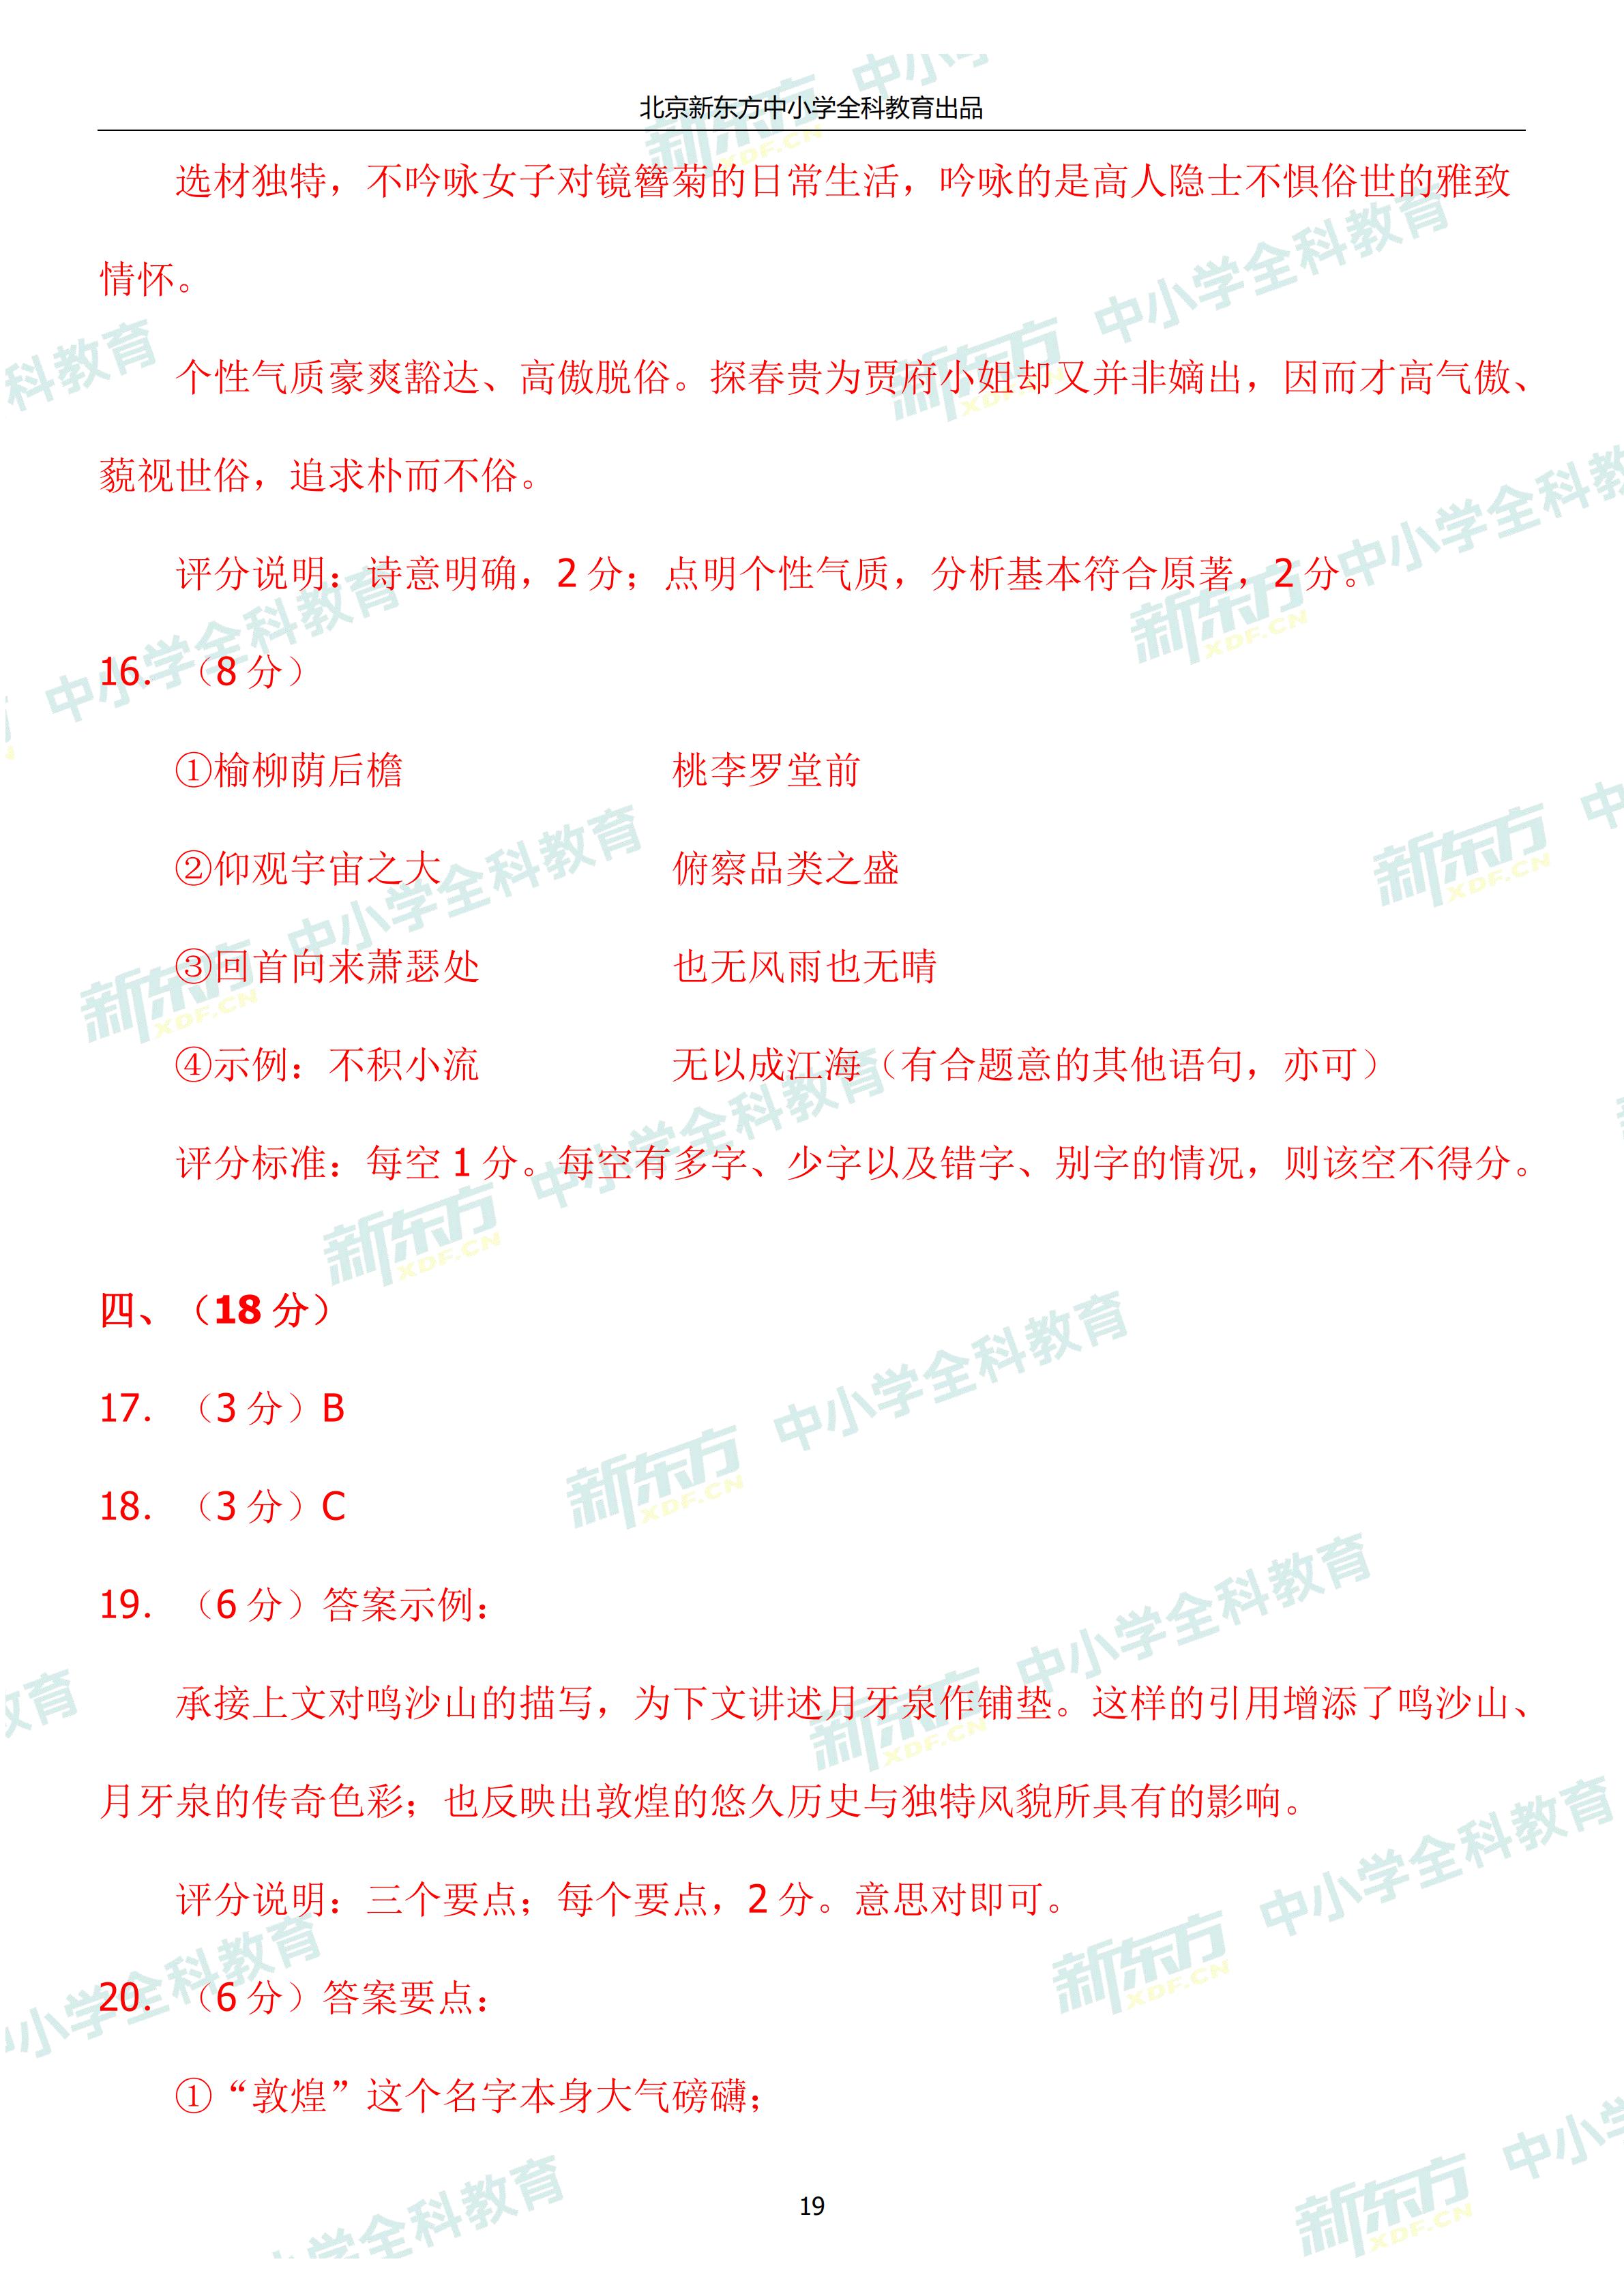 北京新东方中小学全科教育出品
选材独特，不吟咏女子对镜簪菊的日常生活，吟咏的是高人隐士不惧俗世的雅致
情怀。
个性气质豪爽豁达、高傲脱俗。探春贵为贾府小姐却又并非嫡出，因而才高气傲、
藐视世俗，追求朴而不俗。
评分说明：诗意明确，2 分；点明个性气质，分析基本符合原著，2 分。
16. （8 分）
①榆柳荫后檐 桃李罗堂前
②仰观宇宙之大 俯察品类之盛
③回首向来萧瑟处 也无风雨也无晴
④示例：不积小流 无以成江海（有合题意的其他语句，亦可）
评分标准：每空 1 分。每空有多字、少字以及错字、别字的情况，则该空不得分。
四、（18 分）
17. （3 分）B
18. （3 分）C
19. （6 分）答案示例：
承接上文对鸣沙山的描写，为下文讲述月牙泉作铺垫。这样的引用增添了鸣沙山、
月牙泉的传奇色彩；也反映出敦煌的悠久历史与独特风貌所具有的影响。
评分说明：三个要点；每个要点，2 分。意思对即可。
20. （6 分）答案要点：
①“敦煌”这个名字本身大气磅礴；
19